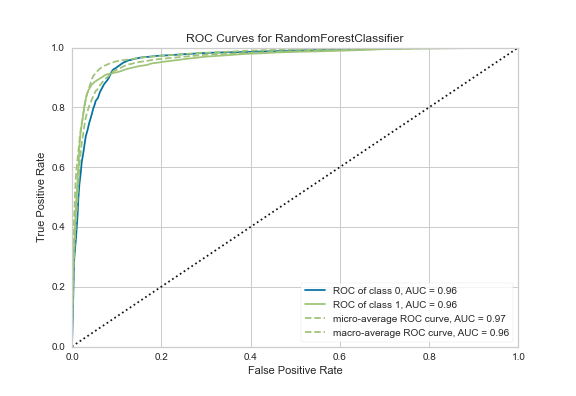 ROC Curves for RandomForestClassifier
True Positive Rate
1.0
0.8
0.6
0.4
0.2
0.0
ROC of class 0, AUC = 0.96
ROC of class 1, AUC = 0.96
micro-average ROC curve, AUC = 0.97
macro-average ROC curve, AUC = 0.96
0.0 0.2 0.4 0.6 0.8 1.0
False Positive Rate